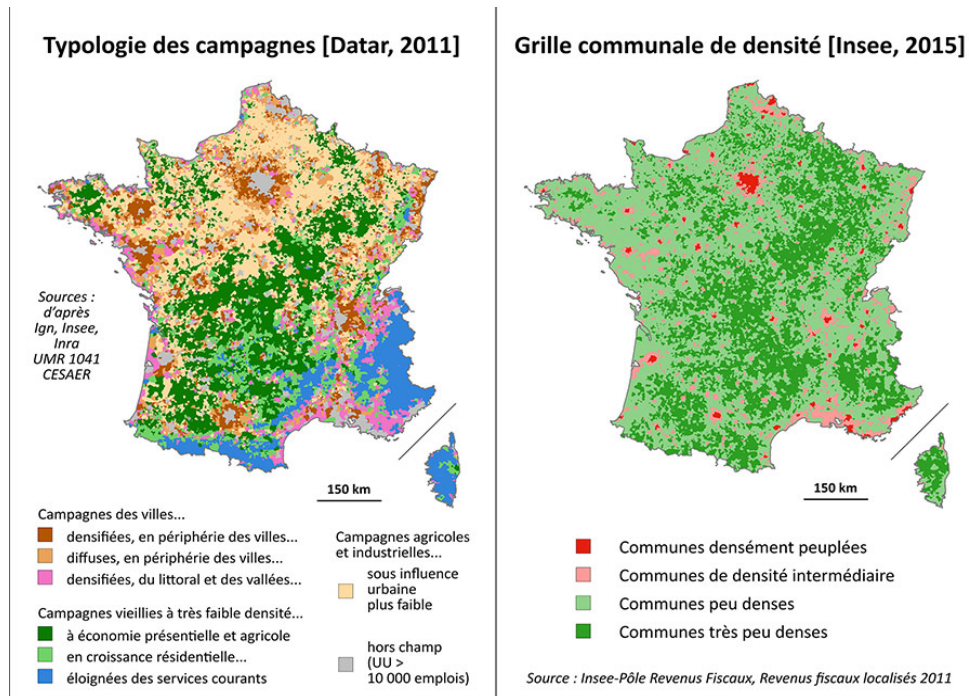 Typologie des campagnes [Datar, 2011]
Sources :
d'après
Ign, Insee,
Inra
UMR 1041
CESAER
150 km
Campagnes des villes...
densifiées, en périphérie des villes...
diffuses, en périphérie des villes...
densifiées, du littoral et des vallées...
Campagnes vieillies à très faible densité...
à économie présentielle et agricole
en croissance résidentielle...
éloignées des services courants
Campagnes agricoles
et industrielles...
sous influence
urbaine
plus faible
hors champ
(UU >
10 000 emplois)
Grille communale de densité [Insee, 2015]
150 km
Communes densément peuplées
Communes de densité intermédiaire
Communes peu denses
Communes très peu denses
Source : Insee-Pôle Revenus Fiscaux, Revenus fiscaux localisés 2011